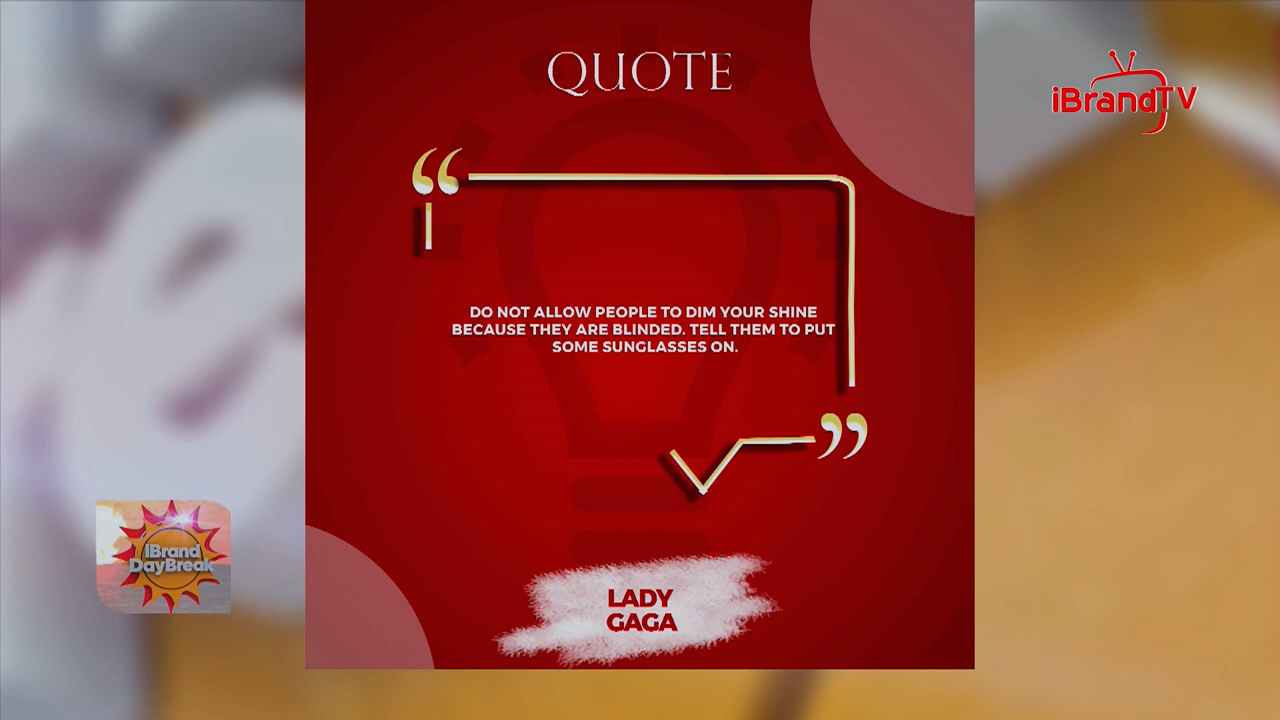 QUOTE
iBrandTV
“
DO NOT ALLOW PEOPLE TO DIM YOUR SHINE
BECAUSE THEY ARE BLINDED. TELL THEM TO PUT
SOME SUNGLASSES ON.
”
iBrand
DayBreak
LADY
GAGA